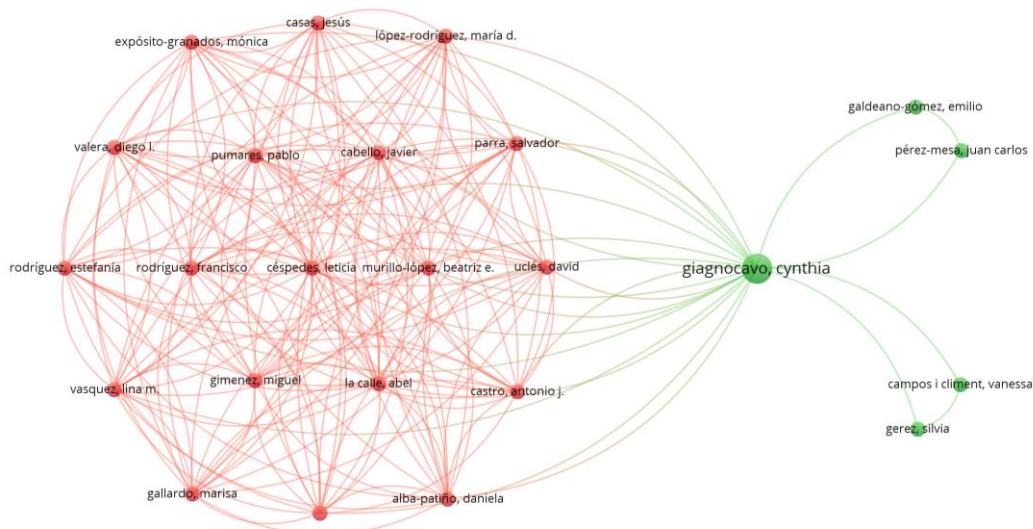 casas, jesús
expósito-granados, mónica
lópez-rodríguez, maría d.
galdeano-gómez, emilio
valera, diego l.
pumares, pablo
cabello, javier
parra, salvador
pérez-mesa, juan carlos
rodríguez, estefanía
rodríguez, francisco
céspedes, leticia
murillo-lópez, beatriz e.
uclés, david
giagnocavo, cynthia
vasquez, lina m.
gimenez, miguel
la calle, abel
castro, antonio j.
campos i climent, vanessa
gerez, silvia
gallardo, marisa
alba-patiño, daniela